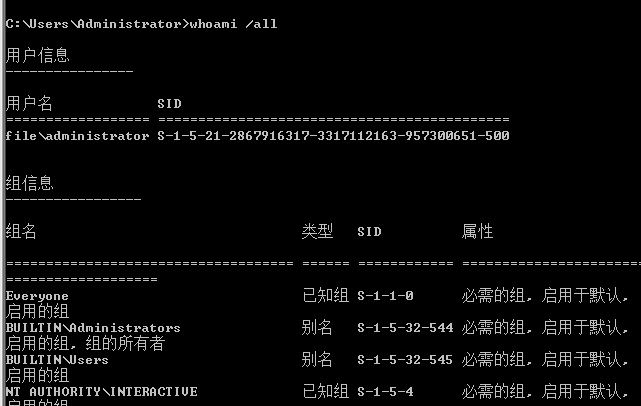 C:\Users\Administrator>whoami /all
用户信息
----------------
用户名 SID
================== ============================================
file\administrator S-1-5-21-2867916317-3317112163-957300651-500
组信息
-----------------
组名 类型 SID 属性
==================================== ====== ============ =======================
===================
Everyone 已知组 S-1-1-0 必需的组, 启用于默认,
启用的组
BUILTIN\Administrators 别名 S-1-5-32-544 必需的组, 启用于默认,
启用的组, 组的所有者
BUILTIN\Users 别名 S-1-5-32-545 必需的组, 启用于默认,
启用的组
NT AUTHORITY\INTERACTIVE 已知组 S-1-5-4 必需的组, 启用于默认,
启用的组